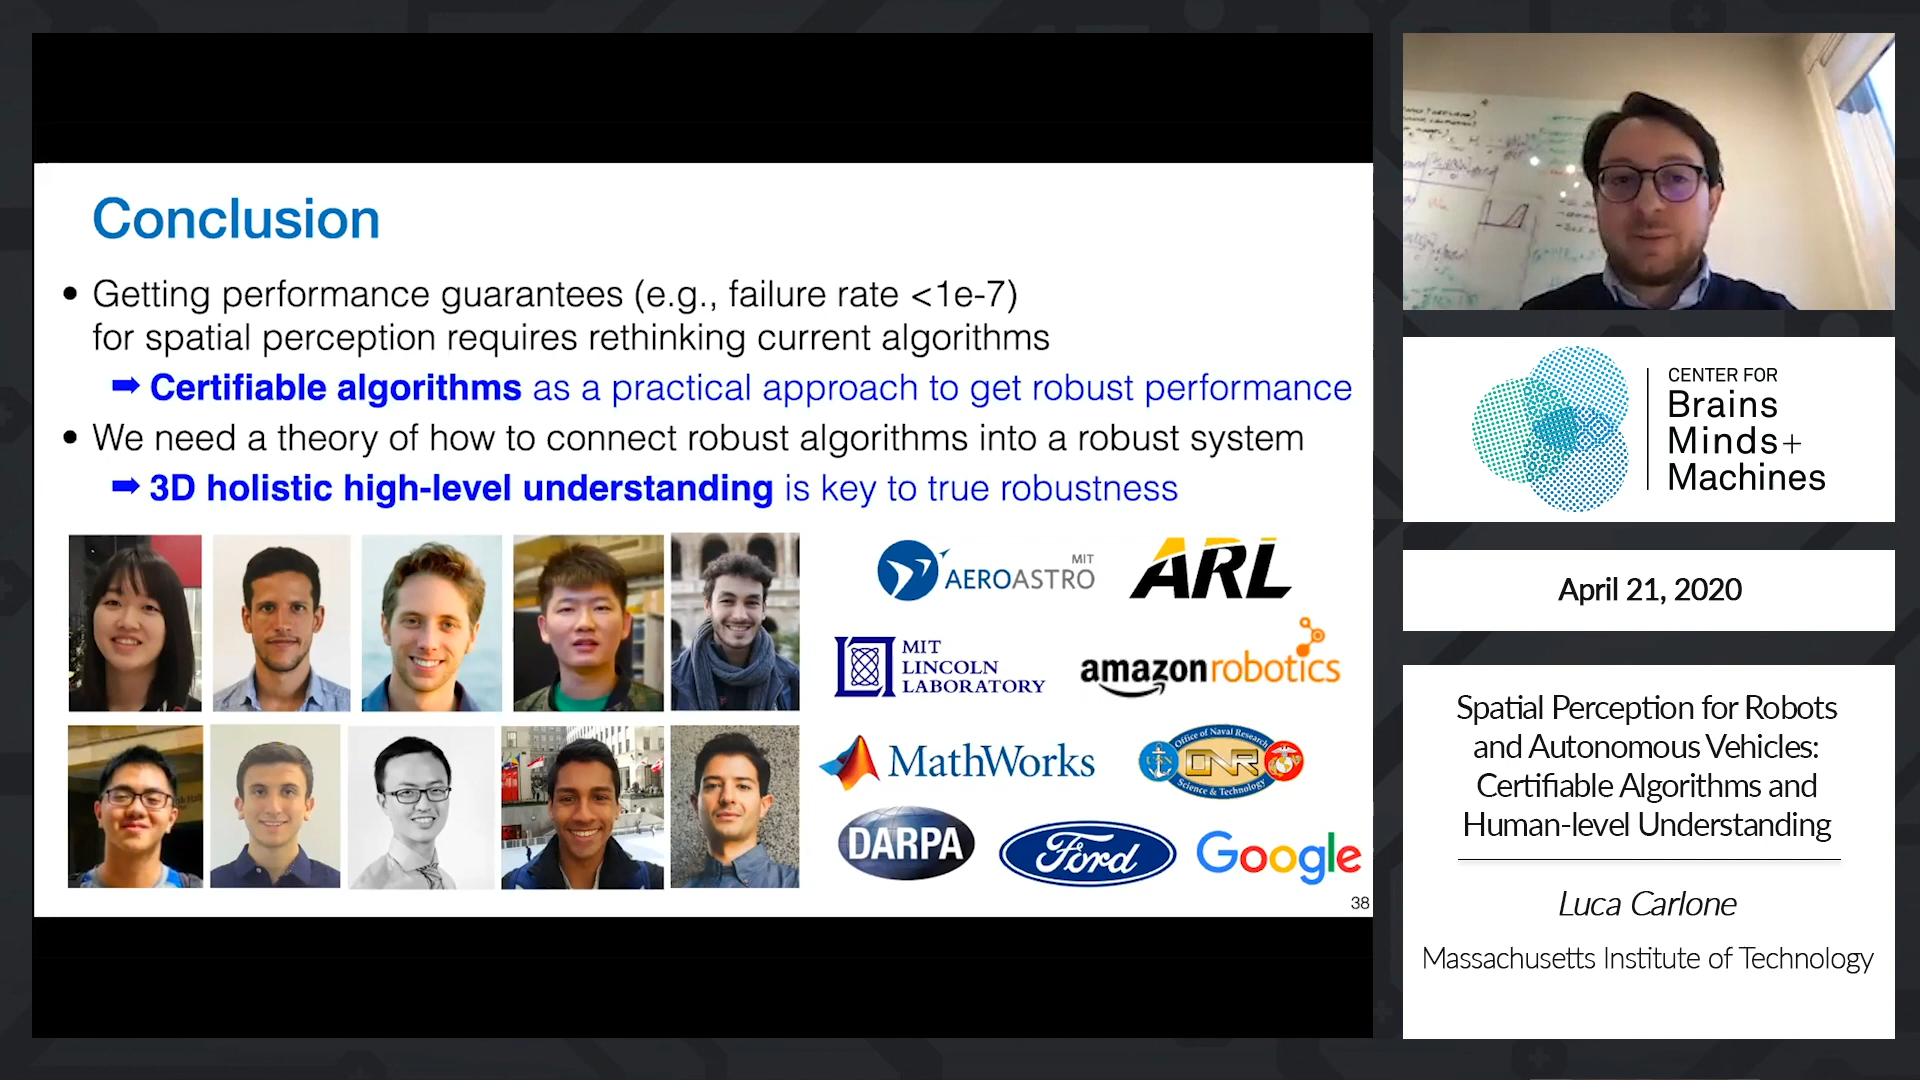 Conclusion
• Getting performance guarantees (e.g., failure rate <1e-7)
for spatial perception requires rethinking current algorithms
➡ Certifiable algorithms as a practical approach to get robust performance
• We need a theory of how to connect robust algorithms into a robust system
➡ 3D holistic high-level understanding is key to true robustness
MIT
AEROASTRO
ARL
MIT
LINCOLN
LABORATORY
amazonrobotics
MathWorks
Office of Naval Research
ONR
Science & Technology
DARPA
Ford
Google
38
CENTER FOR
Brains
Minds+
Machines
April 21, 2020
Spatial Perception for Robots
and Autonomous Vehicles:
Certifiable Algorithms and
Human-level Understanding
Luca Carlone
Massachusetts Institute of Technology